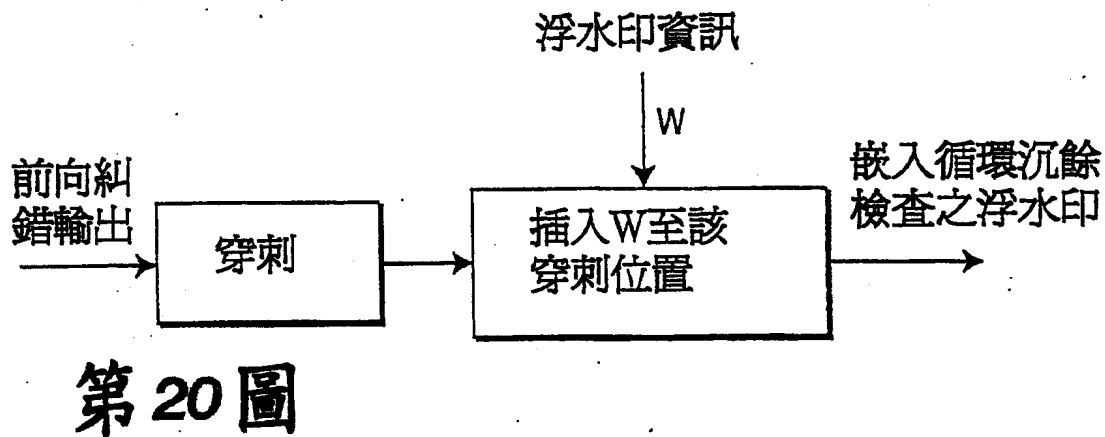 浮水印資訊
W
前向糾
錯輸出
穿刺
插入W至該
穿刺位置
嵌入循環沉餘
檢查之浮水印
第20圖